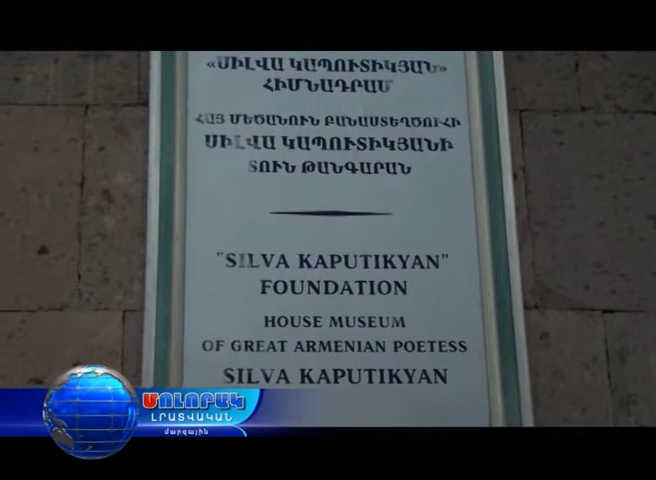 «ՍԻԼՎԱ ԿԱՊՈՒՏԻԿՅԱՆ»
ՀԻՄՆԱԴՐԱՄ
ՀԱՅ ՄԵԾԱՆՈՒՆ ԲԱՆԱՍՏԵՂԾՈՒՀԻ
ՍԻԼՎԱ ԿԱՊՈՒՏԻԿՅԱՆԻ
ՏՈՒՆ ԹԱՆԳԱՐԱՆ
"SILVA KAPUTIKYAN"
FOUNDATION
HOUSE MUSEUM
OF GREAT ARMENIAN POETESS
SILVA KAPUTIKYAN
ՄՈԼՈՐԱԿ
ԼՐԱՏՎԱԿԱՆ
մարզային